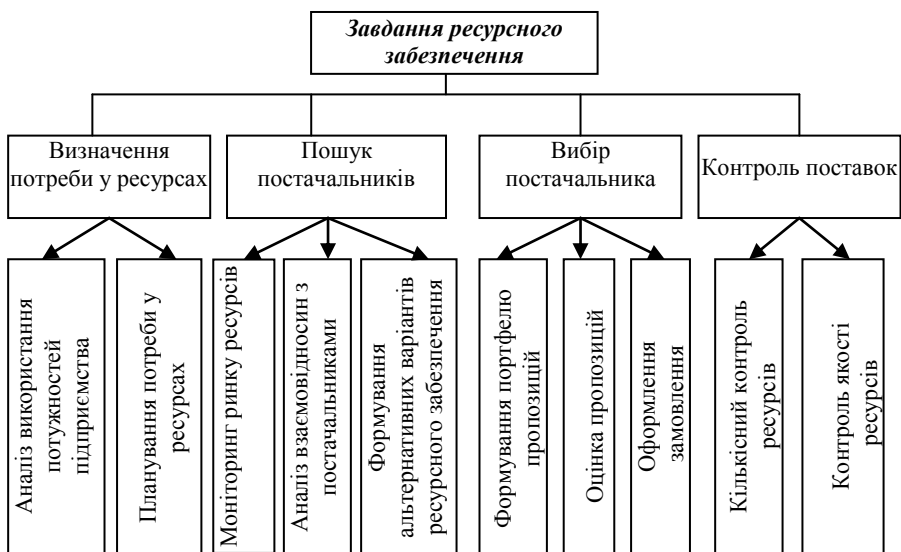 Завдання ресурсного
забезпечення
Визначення
потреби у ресурсах
Пошук
постачальників
Вибір
постачальника
Контроль поставок
Аналіз використання
потужностей
підприємства
Планування потреби у
ресурсах
Моніторинг ринку ресурсів
Аналіз взаємовідносин з
постачальниками
Формування
альтернативних варіантів
ресурсного забезпечення
Формування портфелю
пропозицій
Оцінка пропозицій
Оформлення
замовлення
Кількісний контроль
ресурсів
Контроль якості
ресурсів